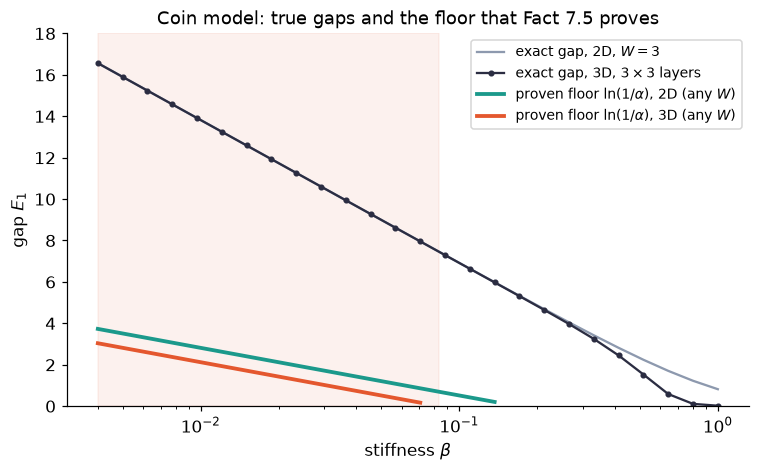 Coin model: true gaps and the floor that Fact 7.5 proves
exact gap, 2D, W = 3
exact gap, 3D, 3 × 3 layers
proven floor ln(1/α), 2D (any W)
proven floor ln(1/α), 3D (any W)
gap E₁
18
16
14
12
10
8
6
4
2
0
10⁻²
10⁻¹
10⁰
stiffness β